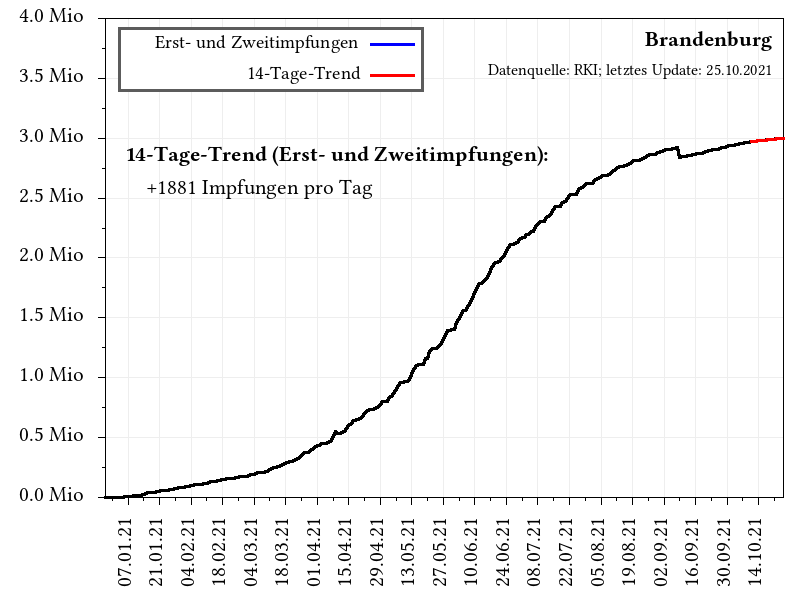 4.0 Mio
Erst- und Zweitimpfungen
14-Tage-Trend
Brandenburg
Datenquelle: RKI; letztes Update: 25.10.2021
3.5 Mio
3.0 Mio
14-Tage-Trend (Erst- und Zweitimpfungen):
+1881 Impfungen pro Tag
2.5 Mio
2.0 Mio
1.5 Mio
1.0 Mio
0.5 Mio
0.0 Mio
07.01.21
21.01.21
04.02.21
18.02.21
04.03.21
18.03.21
01.04.21
15.04.21
29.04.21
13.05.21
27.05.21
10.06.21
24.06.21
08.07.21
22.07.21
05.08.21
19.08.21
02.09.21
16.09.21
30.09.21
14.10.21